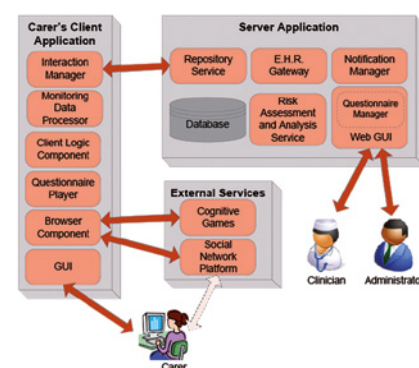 Carer's Client
Application
Interaction
Manager
Monitoring
Data
Processor
Client Logic
Component
Questionnaire
Player
Browser
Component
GUI
Server Application
Repository
Service
E.H.R.
Gateway
Notification
Manager
Database
Risk
Assessment
and Analysis
Service
Questionnaire
Manager
Web GUI
External Services
Cognitive
Games
Social
Network
Platform
Clinician
Administrato
Carer